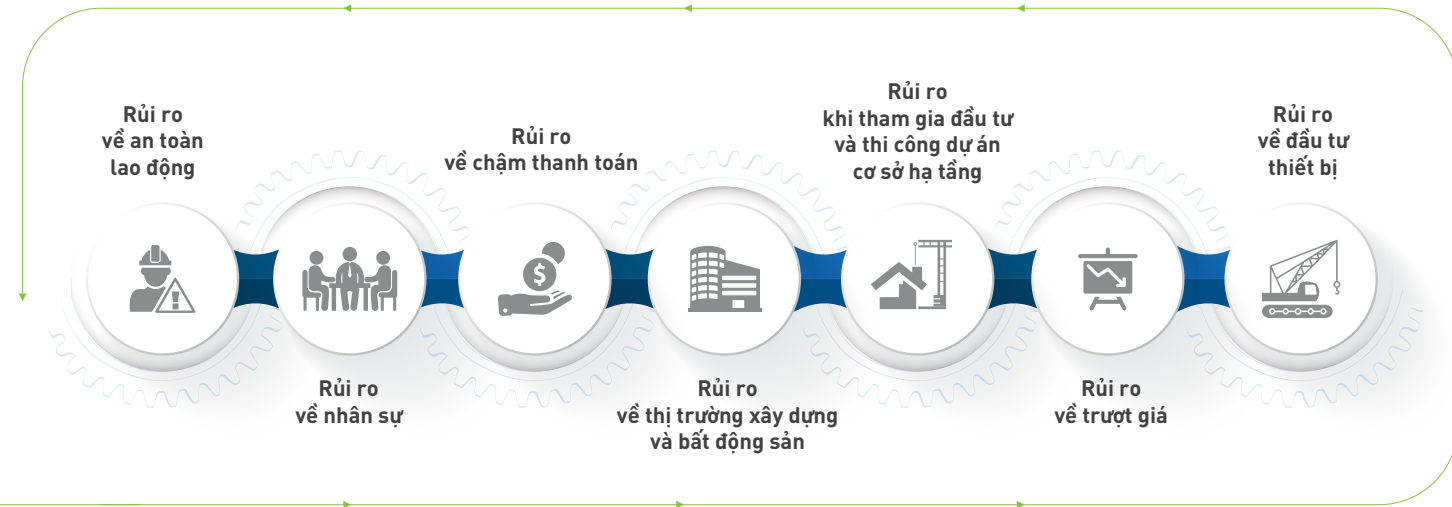 Rủi ro
về an toàn
lao động
Rủi ro
về nhân sự
Rủi ro
về chậm thanh toán
Rủi ro
về thị trường xây dựng
và bất động sản
Rủi ro
khi tham gia đầu tư
và thi công dự án
cơ sở hạ tầng
Rủi ro
về trượt giá
Rủi ro
về đầu tư
thiết bị